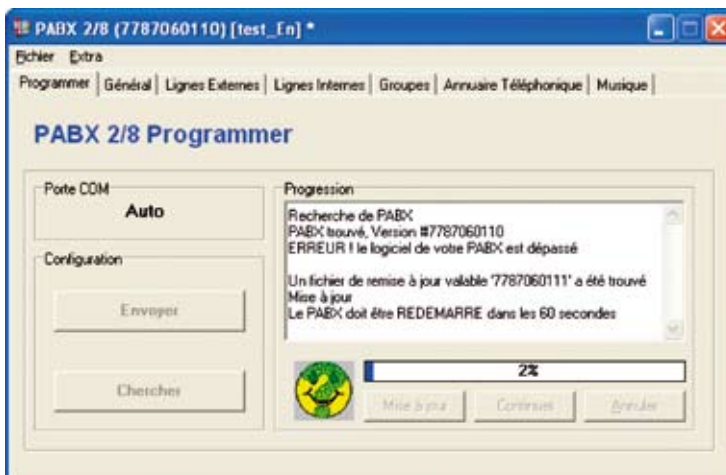 PABX 2/8 (7787060110) [test_En] *
Fichier Extra
Programmer Général Lignes Externes Lignes Internes Groupes Annuaire Téléphonique Musique
PABX 2/8 Programmer
Porte COM
Auto
Configuration
Envoyer
Chercher
Progression
Recherche de PABX
PABX trouvé, Version #7787060110
ERREUR ! le logiciel de votre PABX est dépassé
Un fichier de remise à jour valable '7787060111' a été trouvé
Mise à jour
Le PABX doit être REDEMARRE dans les 60 secondes
2%
Mise à jour Continuer Annuler